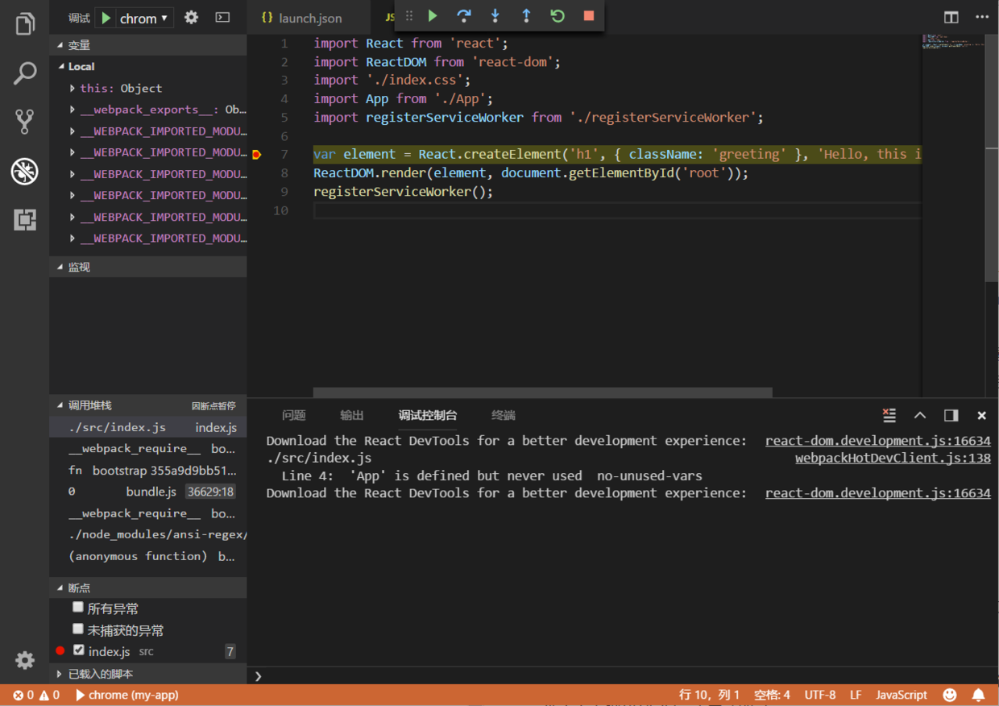 调试 chrom
变量
Local
this: Object
__webpack_exports__: Ob…
__WEBPACK_IMPORTED_MODU…
__WEBPACK_IMPORTED_MODU…
__WEBPACK_IMPORTED_MODU…
__WEBPACK_IMPORTED_MODU…
__WEBPACK_IMPORTED_MODU…
__WEBPACK_IMPORTED_MODU…
监视
调用堆栈 因断点暂停
./src/index.js index.js
__webpack_require__ bo…
fn bootstrap 355a9d9bb51…
0 bundle.js 36629:18
__webpack_require__ bo…
./node_modules/ansi-regex/
(anonymous function) b…
断点
所有异常
未捕获的异常
index.js src 7
已载入的脚本
{} launch.json JS
1 import React from 'react';
2 import ReactDOM from 'react-dom';
3 import './index.css';
4 import App from './App';
5 import registerServiceWorker from './registerServiceWorker';
6
7 var element = React.createElement('h1', { className: 'greeting' }, 'Hello, this i
8 ReactDOM.render(element, document.getElementById('root'));
9 registerServiceWorker();
10
问题 输出 调试控制台 终端
Download the React DevTools for a better development experience: react-dom.development.js:16634
./src/index.js webpackHotDevClient.js:138
Line 4: 'App' is defined but never used no-unused-vars
Download the React DevTools for a better development experience: react-dom.development.js:16634
0 0 chrome (my-app) 行 10，列 1 空格: 4 UTF-8 LF JavaScript